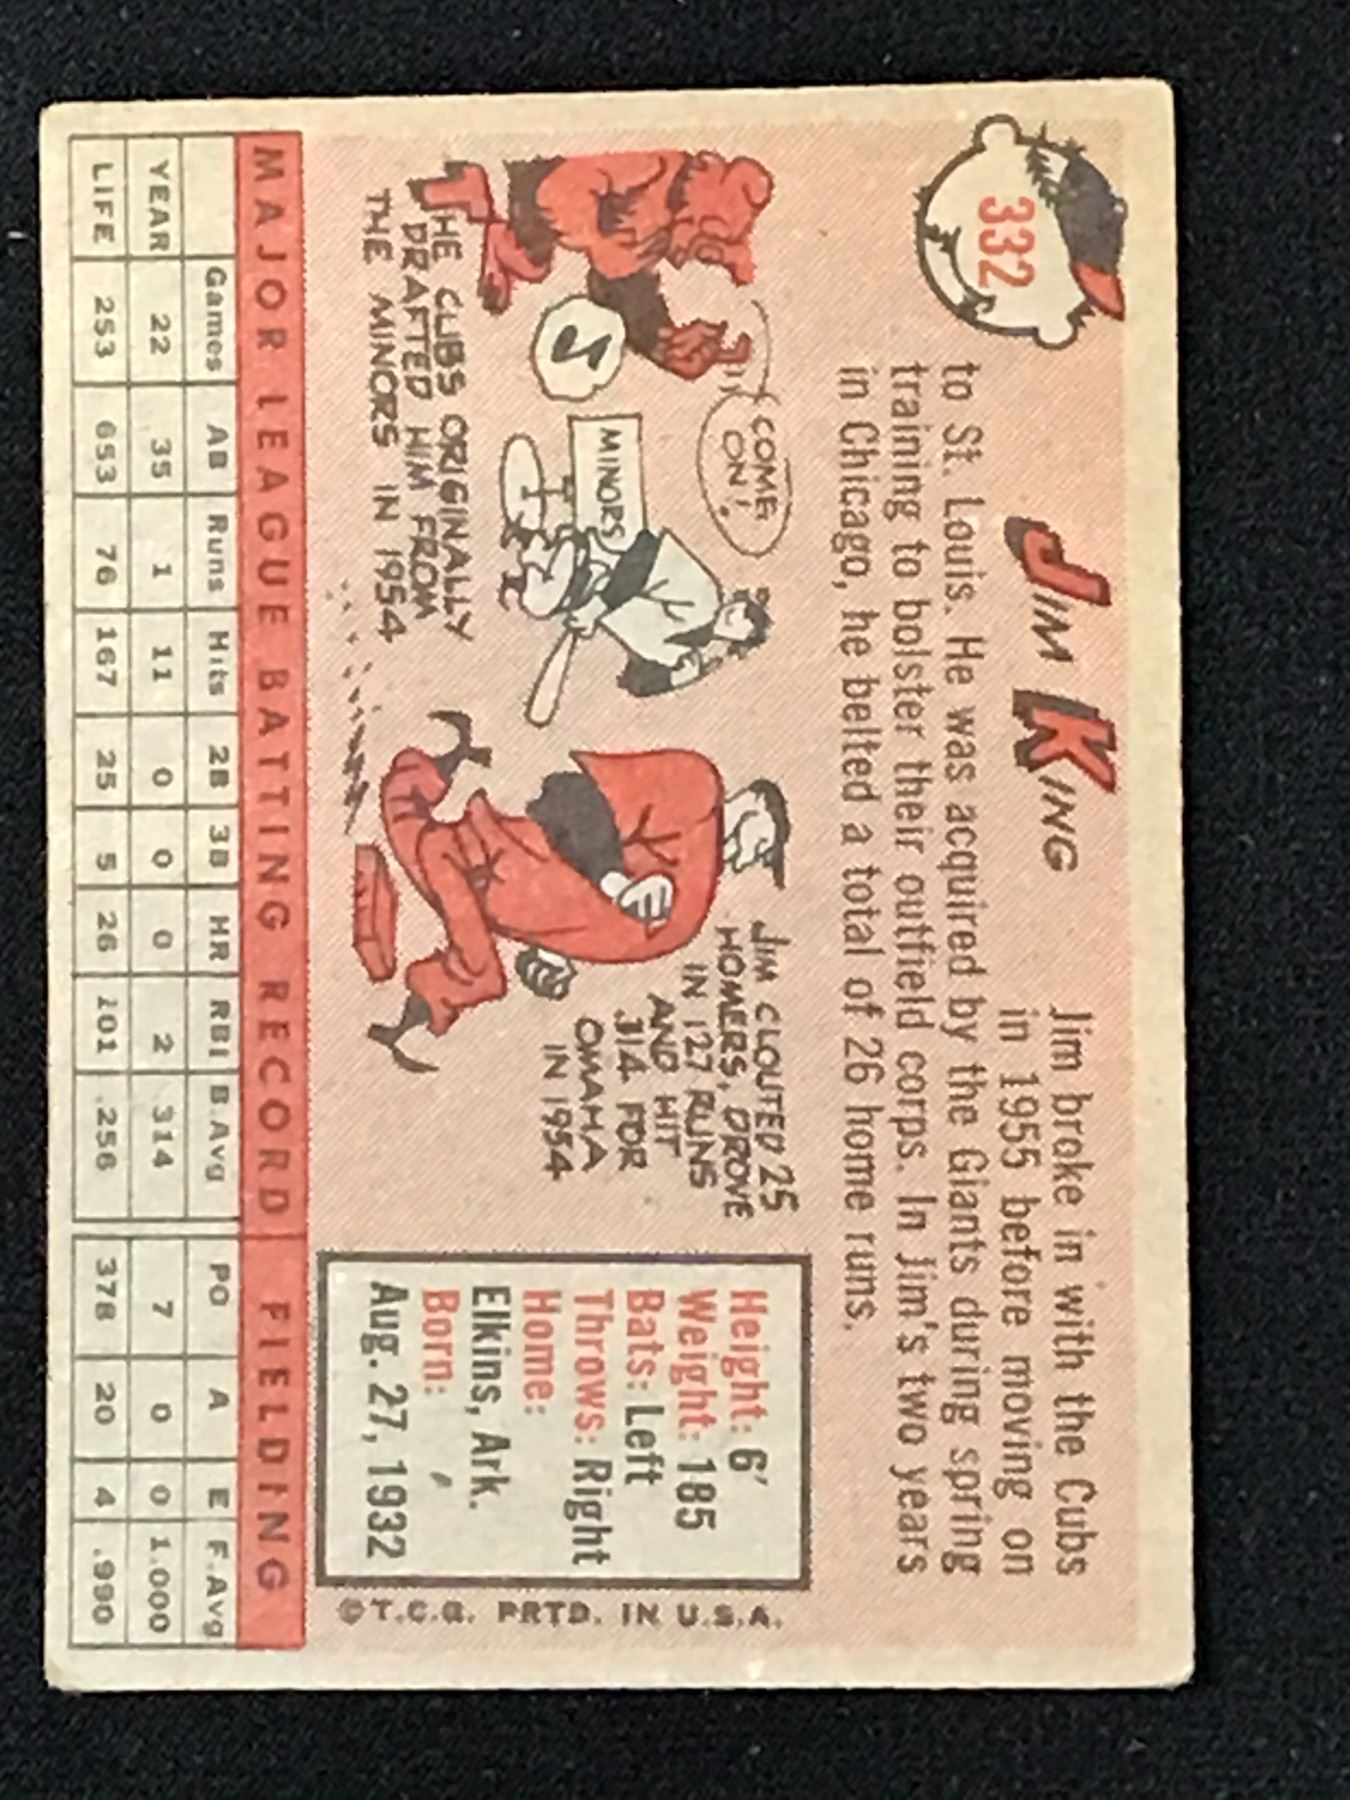 332
JIM KING
Jim broke in with the Cubs
in 1955 before moving on
to St. Louis. He was acquired by the Giants during spring
training to bolster their outfield corps. In Jim's two years
in Chicago, he belted a total of 26 home runs.
COME ON!
MINORS
THE CUBS ORIGINALLY
DRAFTED HIM FROM
THE MINORS IN 1954
JIM CLOUTED 25
HOMERS, DROVE
IN 127 RUNS
AND HIT
.314 FOR
OMAHA
IN 1954
Height: 6'
Weight: 185
Bats: Left
Throws: Right
Home:
Elkins, Ark.
Born:
Aug. 27, 1932
©T.C.G. PRTD. IN U.S.A.
MAJOR LEAGUE BATTING RECORD FIELDING
Games AB Runs Hits 2B 3B HR RBI B.Avg PO A E F.Avg
YEAR 22 35 1 11 0 0 0 2 .314 7 0 0 1.000
LIFE 253 653 76 167 25 5 26 101 .256 378 20 4 .990